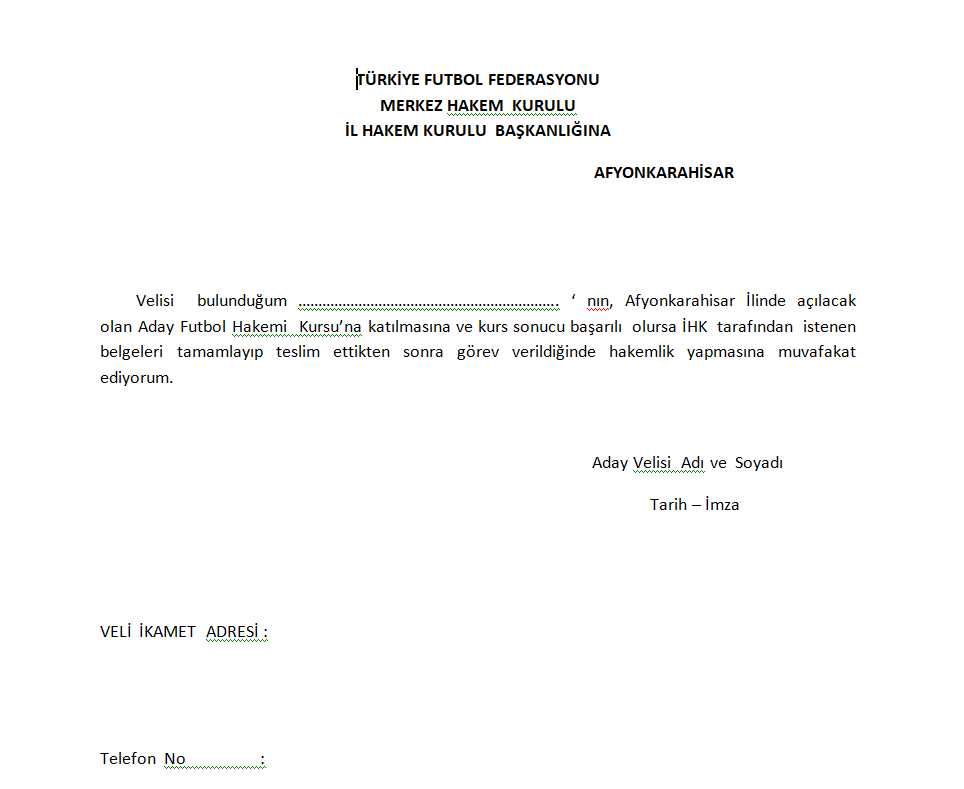 TÜRKİYE FUTBOL FEDERASYONU
MERKEZ HAKEM KURULU
İL HAKEM KURULU BAŞKANLIĞINA
AFYONKARAHİSAR
Velisi bulunduğum ................................................................. ‘ nın, Afyonkarahisar İlinde açılacak
olan Aday Futbol Hakemi Kursu’na katılmasına ve kurs sonucu başarılı olursa İHK tarafından istenen
belgeleri tamamlayıp teslim ettikten sonra görev verildiğinde hakemlik yapmasına muvafakat
ediyorum.
Aday Velisi Adı ve Soyadı
Tarih – İmza
VELİ İKAMET ADRESİ :
Telefon No :